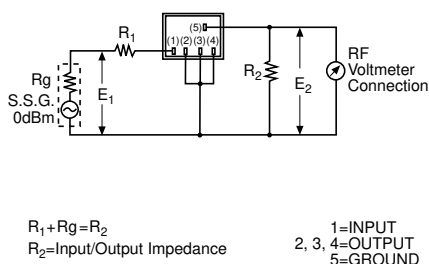 R1
(5)
(1) (2) (3) (4)
Rg
S.S.G.
0dBm
E1
R2
E2
RF
Voltmeter
Connection
R1+Rg=R2
R2=Input/Output Impedance
1=INPUT
2, 3, 4=OUTPUT
5=GROUND